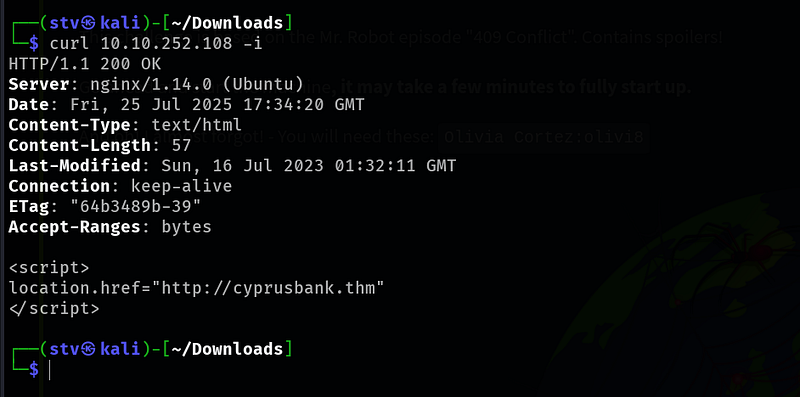 ┌──(stv㉿kali)-[~/Downloads]
└─$ curl 10.10.252.108 -i
HTTP/1.1 200 OK
Server: nginx/1.14.0 (Ubuntu)
Date: Fri, 25 Jul 2025 17:34:20 GMT
Content-Type: text/html
Content-Length: 57
Last-Modified: Sun, 16 Jul 2023 01:32:11 GMT
Connection: keep-alive
ETag: "64b3489b-39"
Accept-Ranges: bytes
<script>
location.href="http://cyprusbank.thm"
</script>
┌──(stv㉿kali)-[~/Downloads]
└─$
on the Mr. Robot episode "409 Conflict". Contains spoilers!
it may take a few minutes to fully start up.
forgot! - You will need these: Olivia Cortez:olivi8